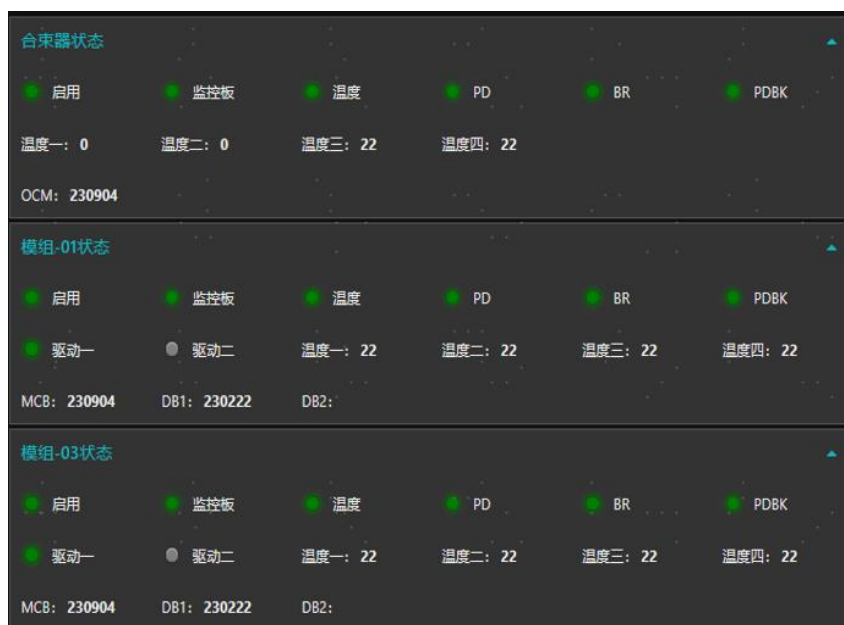 合束器状态
启用 监控板 温度 PD BR PDBK
温度一: 0 温度二: 0 温度三: 22 温度四: 22
OCM: 230904
模组-01状态
启用 监控板 温度 PD BR PDBK
驱动一 驱动二 温度一: 22 温度二: 22 温度三: 22 温度四: 22
MCB: 230904 DB1: 230222 DB2:
模组-03状态
启用 监控板 温度 PD BR PDBK
驱动一 驱动二 温度一: 22 温度二: 22 温度三: 22 温度四: 22
MCB: 230904 DB1: 230222 DB2: